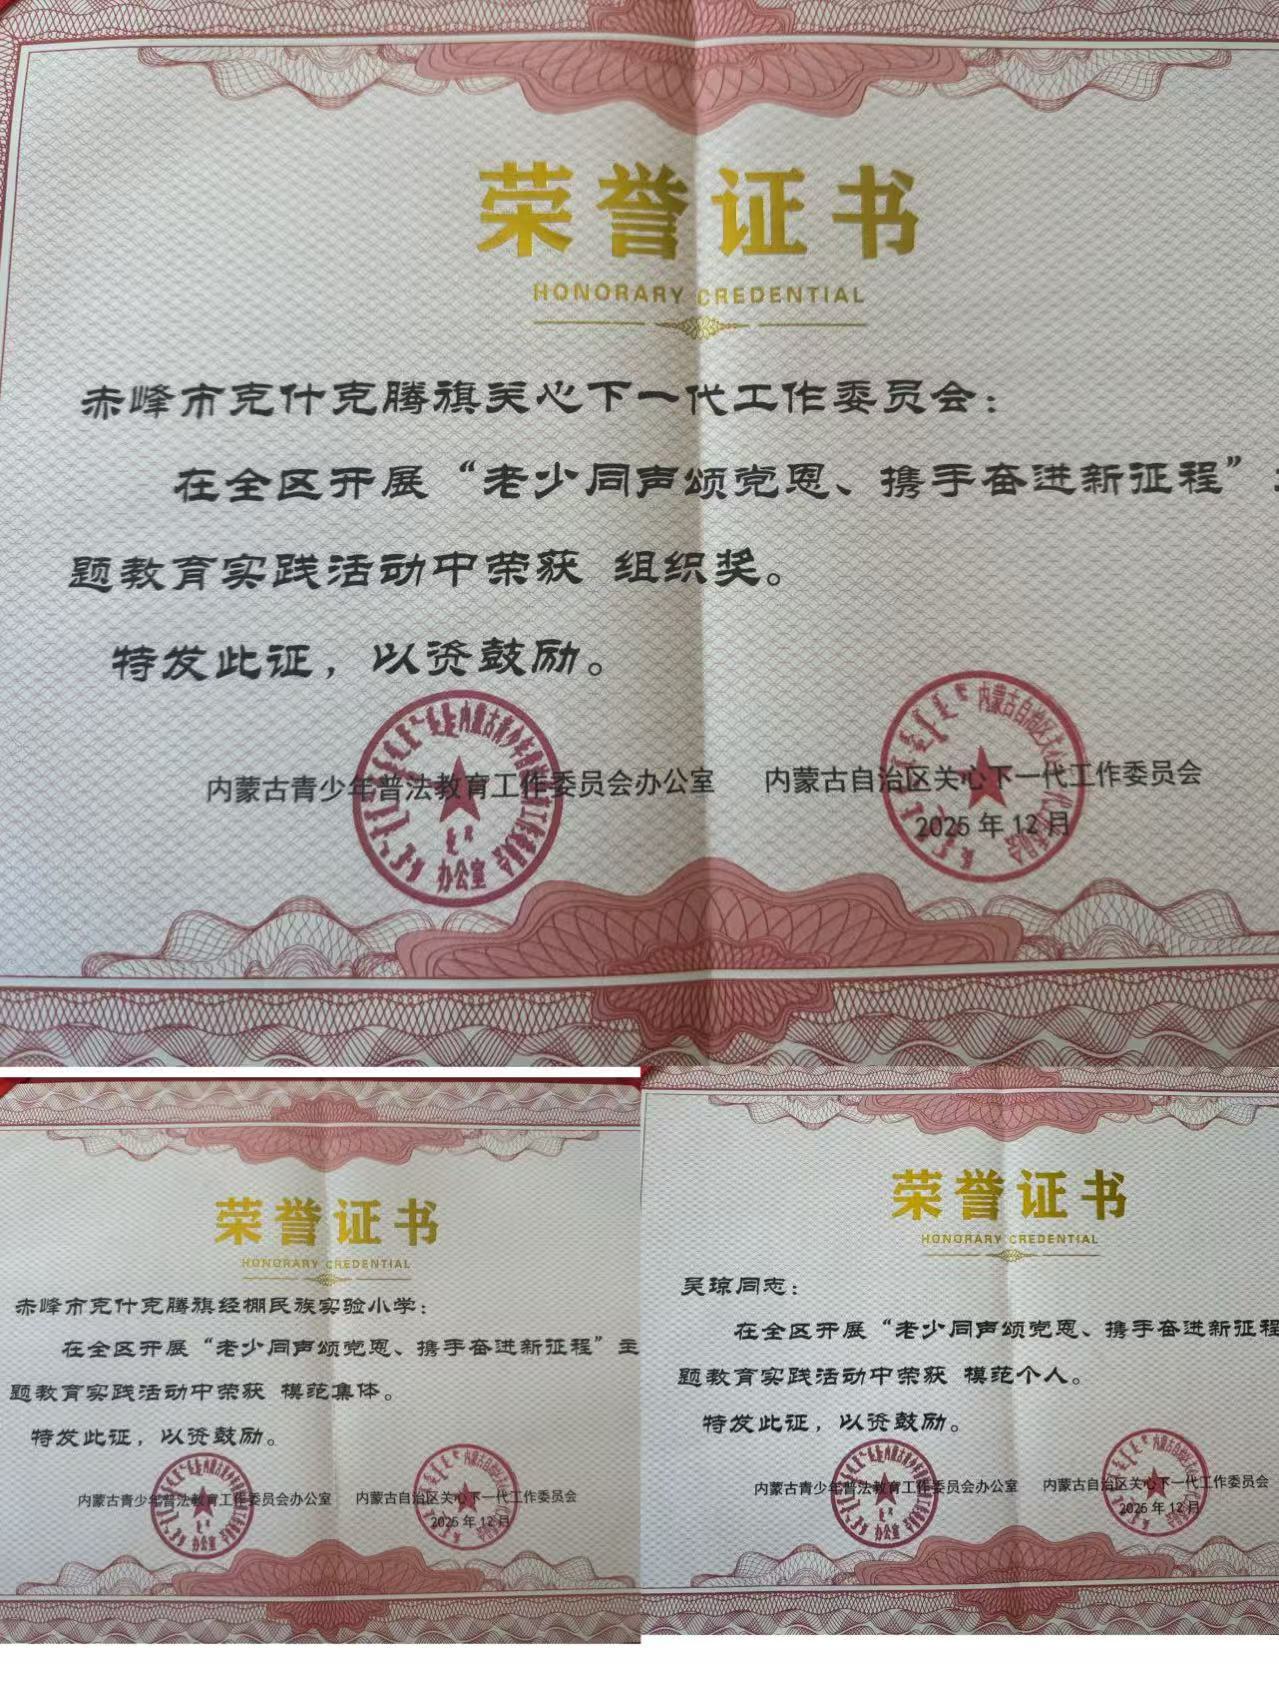 荣誉证书
HONORARY CREDENTIAL
赤峰市克什克腾旗关心下一代工作委员会：
在全区开展“老少同声颂党恩、携手奋进新征程”主
题教育实践活动中荣获 组织奖。
特发此证，以资鼓励。
内蒙古青少年普法教育工作委员会办公室 内蒙古自治区关心下一代工作委员会
2025年12月
办公室
荣誉证书
HONORARY CREDENTIAL
赤峰市克什克腾旗经棚民族实验小学：
在全区开展“老少同声颂党恩、携手奋进新征程”主
题教育实践活动中荣获 模范集体。
特发此证，以资鼓励。
内蒙古青少年普法教育工作委员会办公室 内蒙古自治区关心下一代工作委员会
2025年12月
办公室
荣誉证书
HONORARY CREDENTIAL
吴琼同志：
在全区开展“老少同声颂党恩、携手奋进新征程
题教育实践活动中荣获 模范个人。
特发此证，以资鼓励。
内蒙古青少年普法教育工作委员会办公室 内蒙古自治区关心下一代工作委员会
2025年12月
办公室